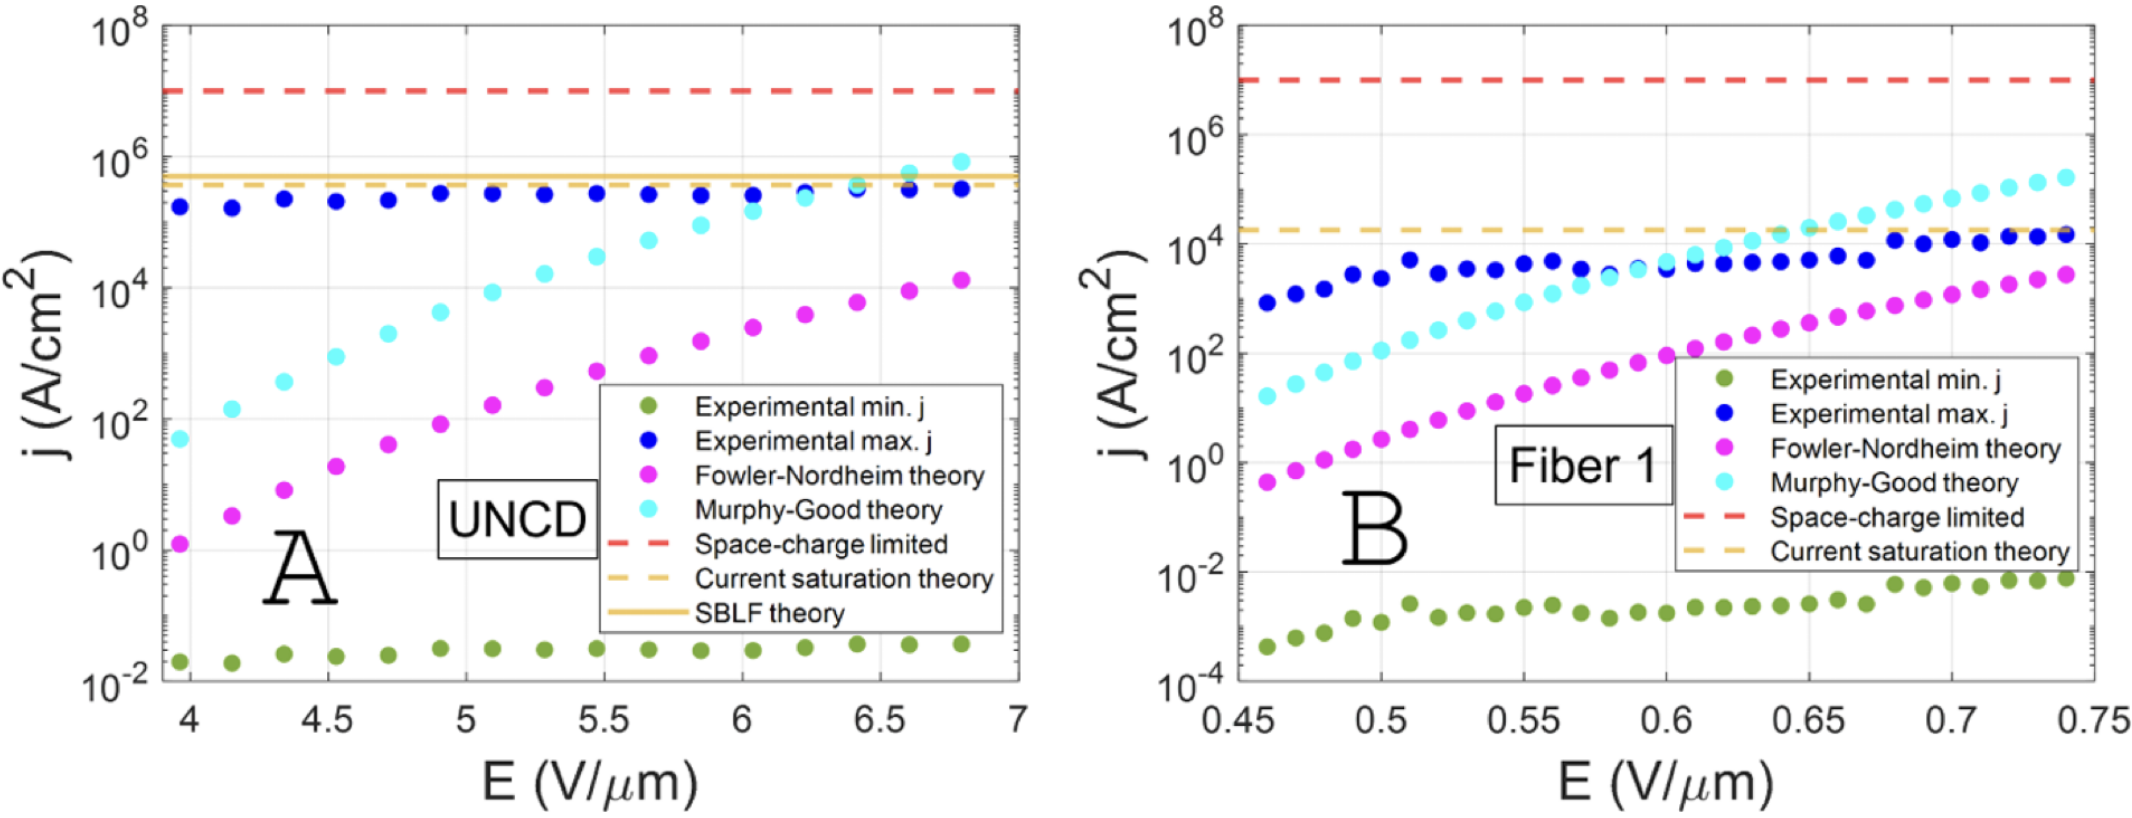 10^8
10^6
10^4
10^2
10^0
10^-2
j (A/cm^2)
4 4.5 5 5.5 6 6.5 7
E (V/μm)
A
UNCD
Experimental min. j
Experimental max. j
Fowler-Nordheim theory
Murphy-Good theory
Space-charge limited
Current saturation theory
SBLF theory
10^8
10^6
10^4
10^2
10^0
10^-2
10^-4
j (A/cm^2)
0.45 0.5 0.55 0.6 0.65 0.7 0.75
E (V/μm)
B
Fiber 1
Experimental min. j
Experimental max. j
Fowler-Nordheim theory
Murphy-Good theory
Space-charge limited
Current saturation theory